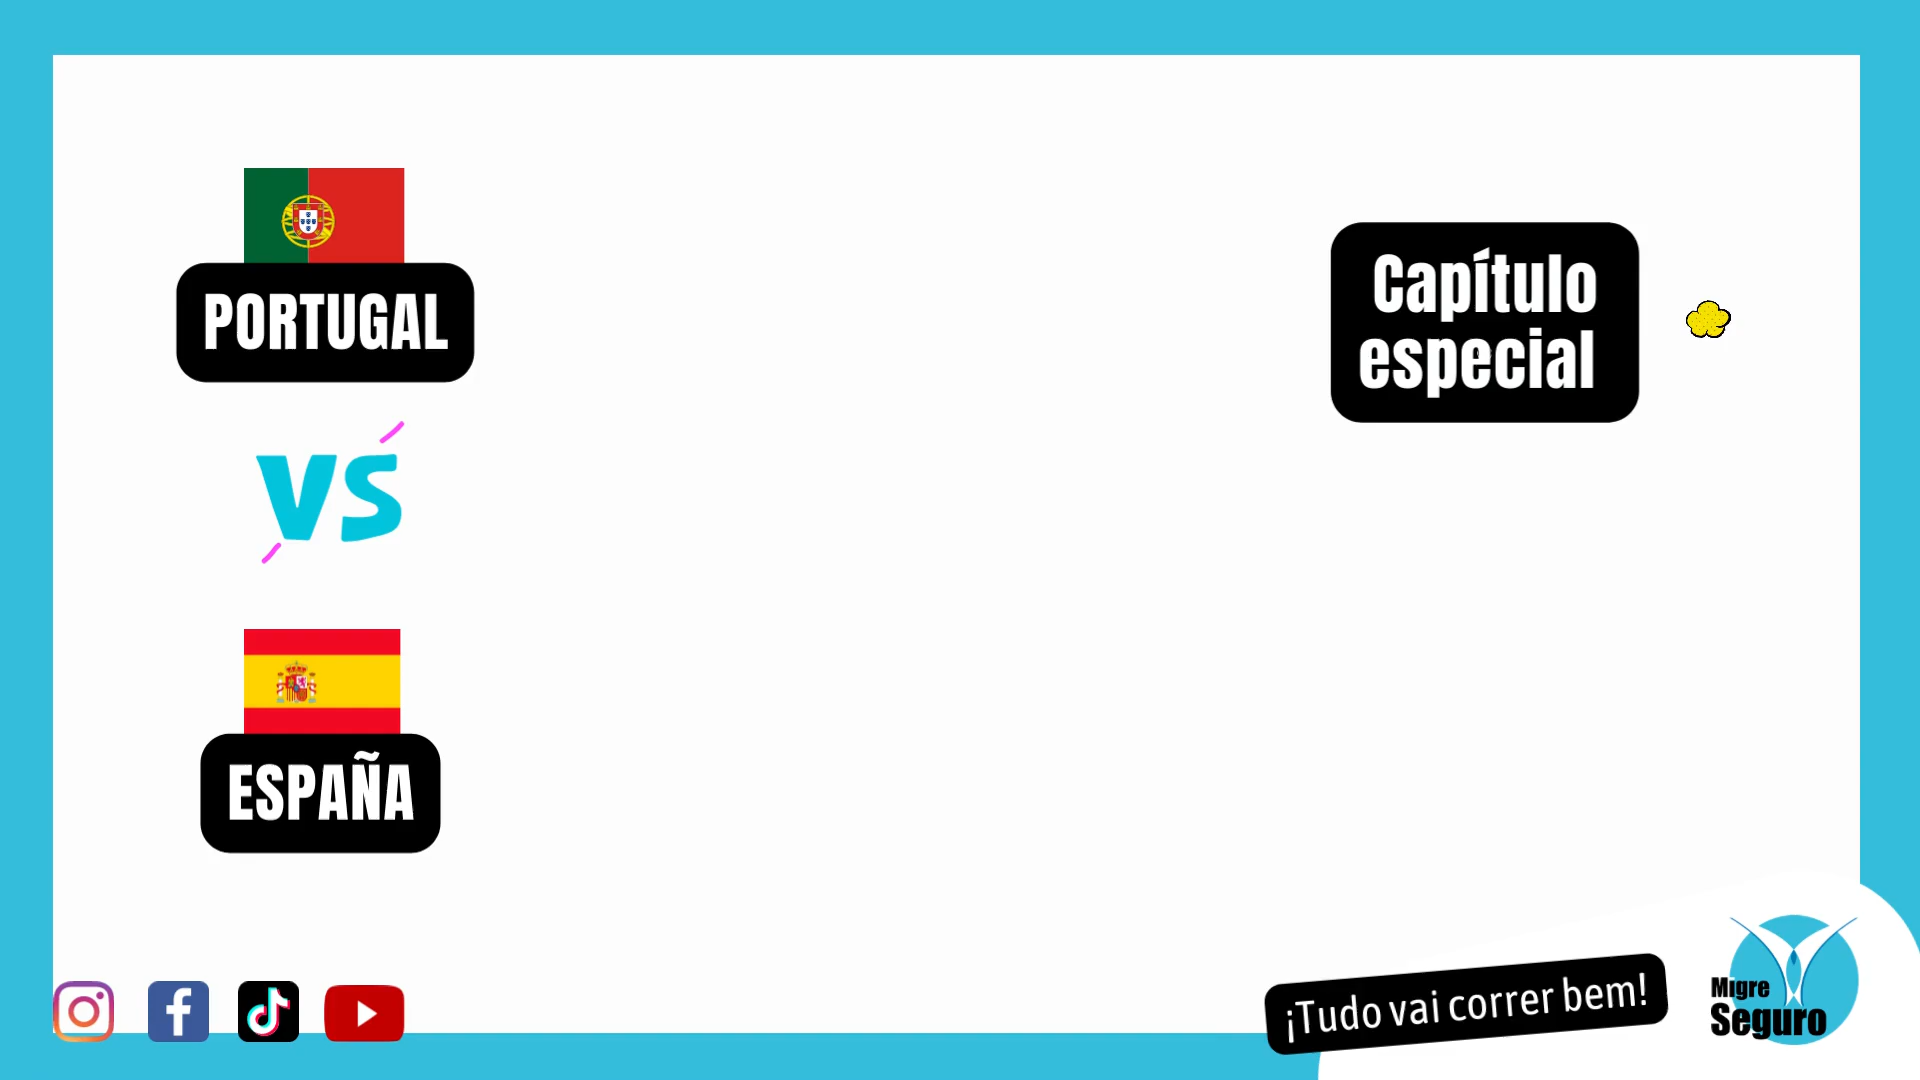 PORTUGAL
VS
ESPAÑA
Capítulo
especial
¡Tudo vai correr bem!
Migre
Seguro